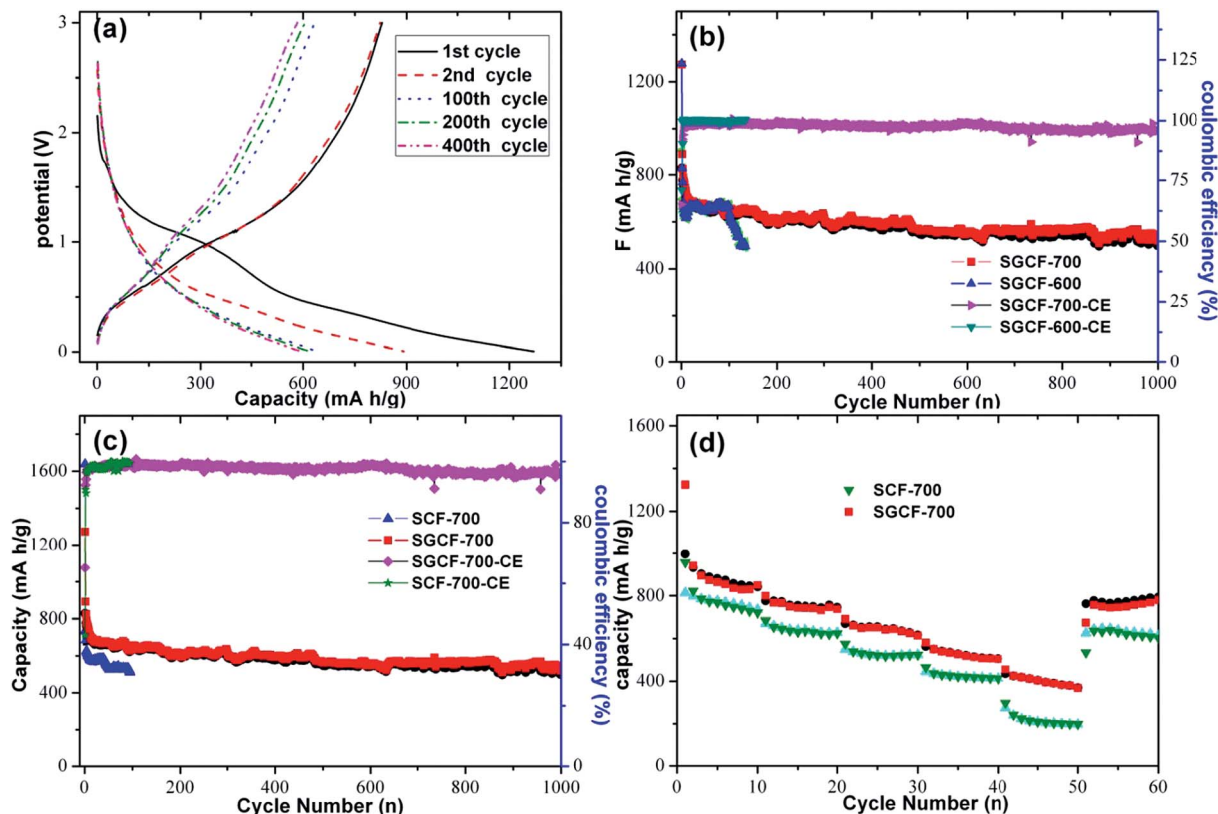 (a)
1st cycle
2nd cycle
100th cycle
200th cycle
400th cycle
3
2
1
0
potential (V)
0 300 600 900 1200
Capacity (mA h/g)
(b)
1200
800
400
0
F (mA h/g)
125
100
75
50
25
0
coulombic efficiency (%)
SGCF-700
SGCF-600
SGCF-700-CE
SGCF-600-CE
0 200 400 600 800 1000
Cycle Number (n)
(c)
1600
1200
800
400
0
Capacity (mA h/g)
80
40
0
coulombic efficiency (%)
SCF-700
SGCF-700
SGCF-700-CE
SCF-700-CE
0 200 400 600 800 1000
Cycle Number (n)
(d)
1600
1200
800
400
0
capacity (mA h/g)
SCF-700
SGCF-700
0 10 20 30 40 50 60
Cycle Number (n)